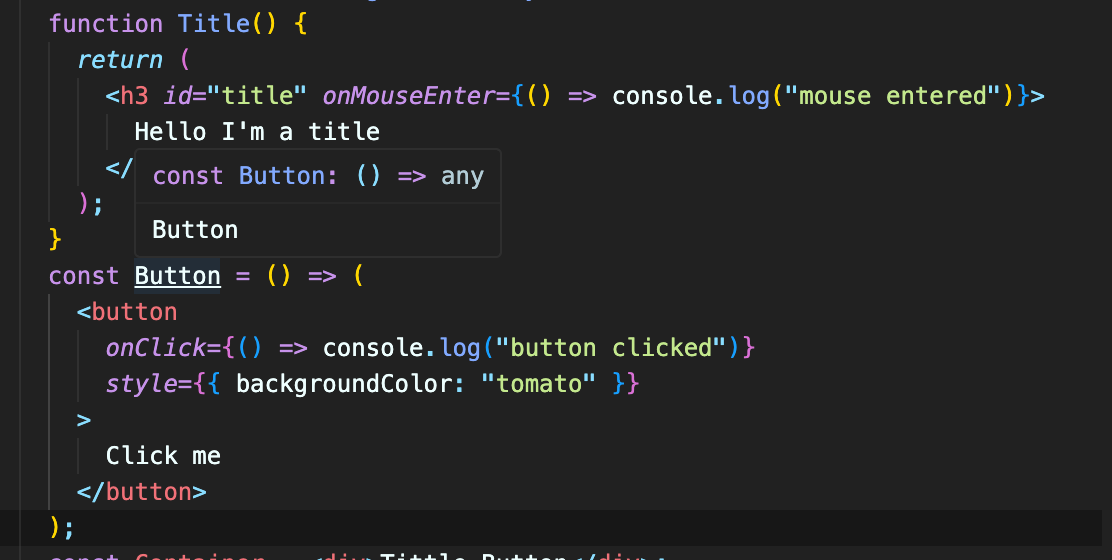 function Title() {
return (
<h3 id="title" onMouseEnter={() => console.log("mouse entered")}>
Hello I'm a title
</
const Button: () => any
);
Button
}
const Button = () => (
<button
onClick={() => console.log("button clicked")}
style={{ backgroundColor: "tomato" }}
>
Click me
</button>
);